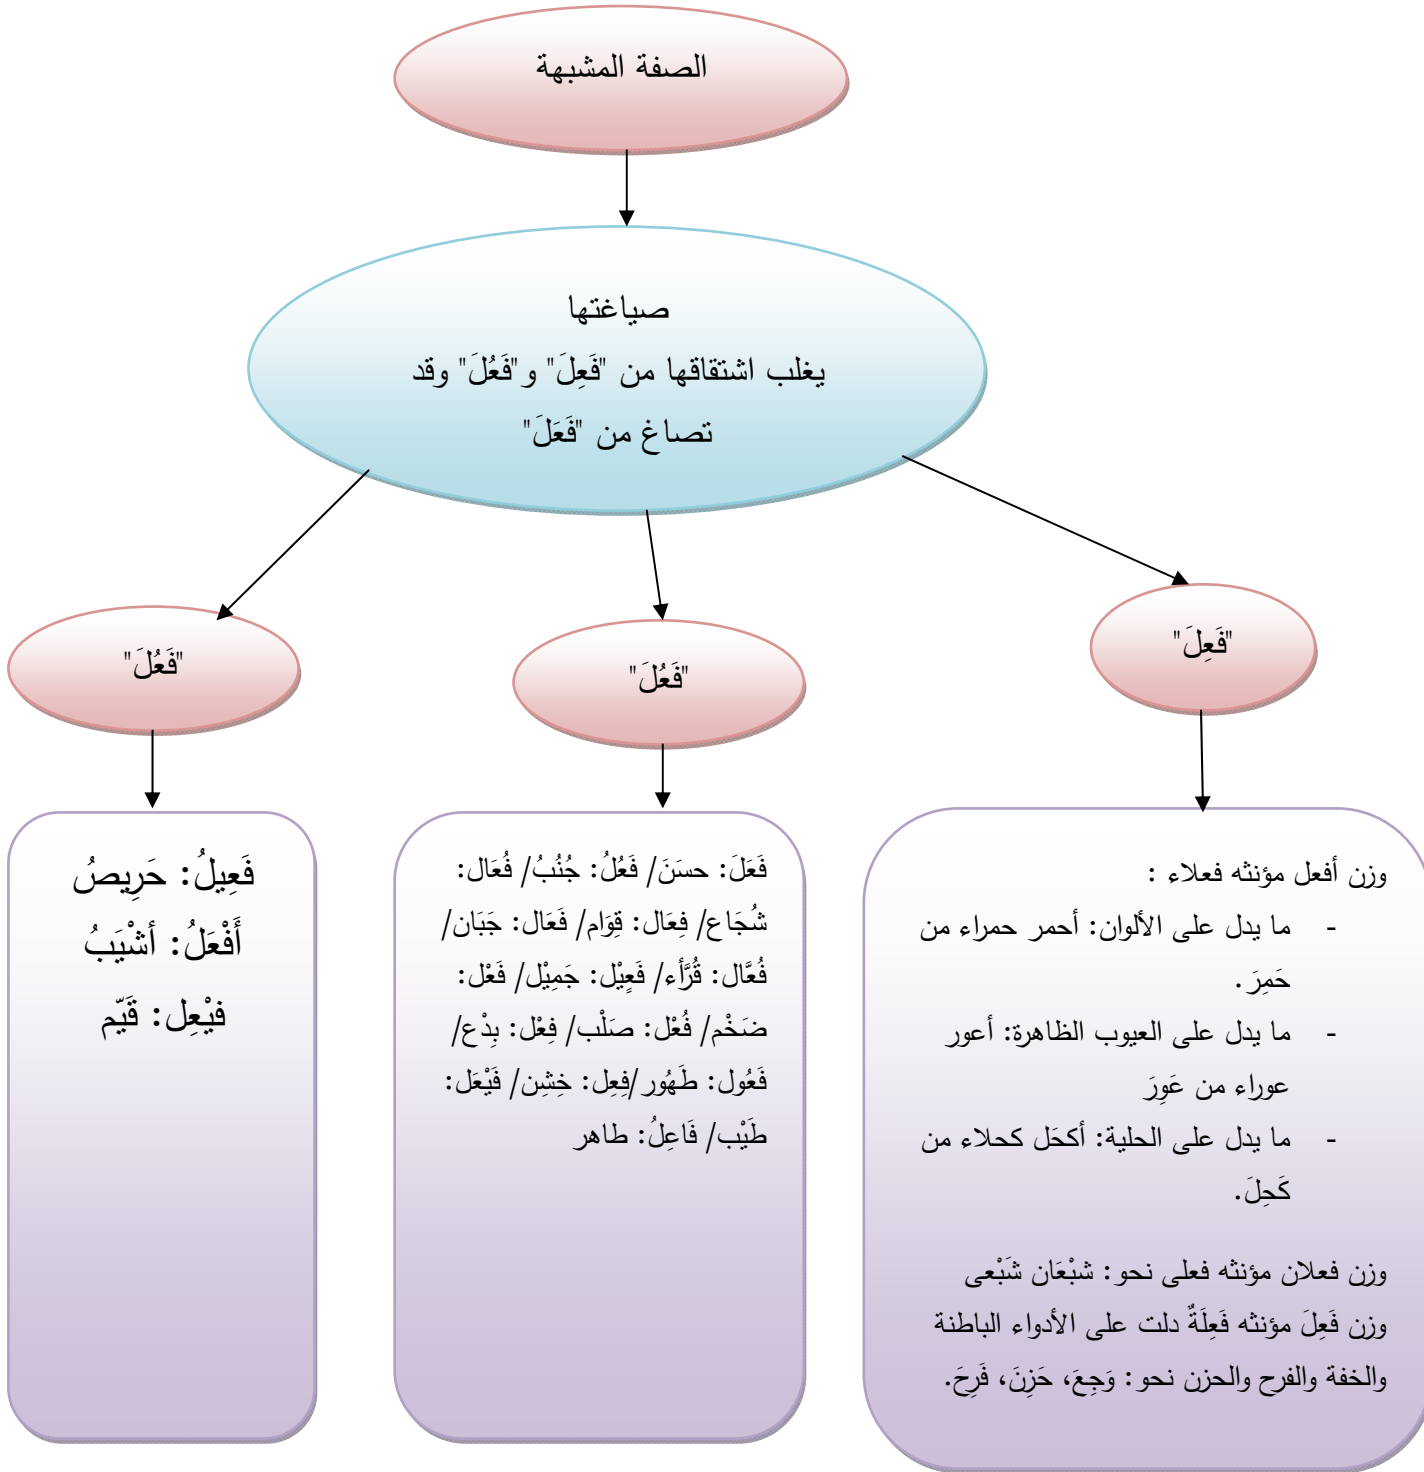 الصفة المشبهة
صياغتها
يغلب اشتقاقها من "فَعِلَ" و"فَعُلَ" وقد
تصاغ من "فَعَلَ"
"فَعِلَ"
"فَعُلَ"
"فَعُلَ"
وزن أفعل مؤنثه فعلاء :
- ما يدل على الألوان: أحمر حمراء من
حَمِرَ.
- ما يدل على العيوب الظاهرة: أعور
عوراء من عَوِرَ
- ما يدل على الحلية: أكحَل كحلاء من
كَحِلَ.
وزن فعلان مؤنثه فعلى نحو: شبْعَان شَبْعى
وزن فَعِلَ مؤنثه فَعِلَةٌ دلت على الأدواء الباطنة
والخفة والفرح والحزن نحو: وَجِعَ، حَزِنَ، فَرِحَ.
فَعَلَ: حسَنَ/ فَعُلُ: جُنُبُ/ فُعَال:
شُجَاع/ فِعَال: قِوَام/ فَعَال: جَبَان/
فُعَّال: قُرَّأء/ فَعِيْل: جَمِيْل/ فَعْل:
ضَخْم/ فُعْل: صَلْب/ فِعْل: بِدْع/
فَعُول: طَهُور/فِعِل: خِشِن/ فَيْعَل:
طَيْب/ فَاعِلُ: طاهر
فَعِيلُ: حَرِيصُ
أَفْعَلُ: أشْيَبُ
فيْعِل: قَيّم